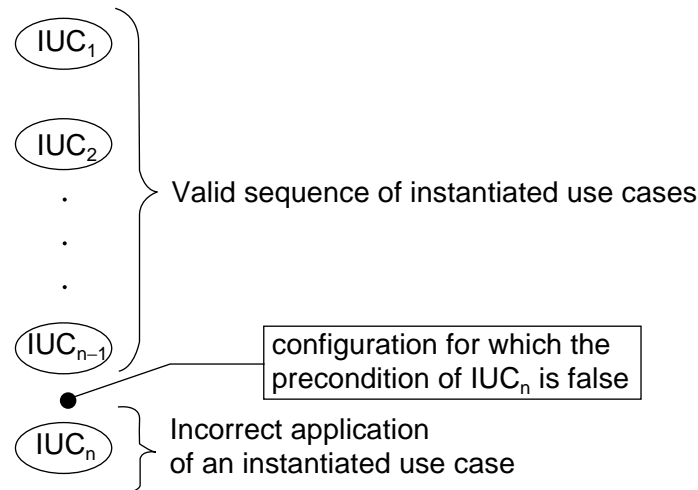 IUC₁
IUC₂
.
.
.
Valid sequence of instantiated use cases
IUCₙ₋₁
configuration for which the
precondition of IUCₙ is false
IUCₙ
Incorrect application
of an instantiated use case